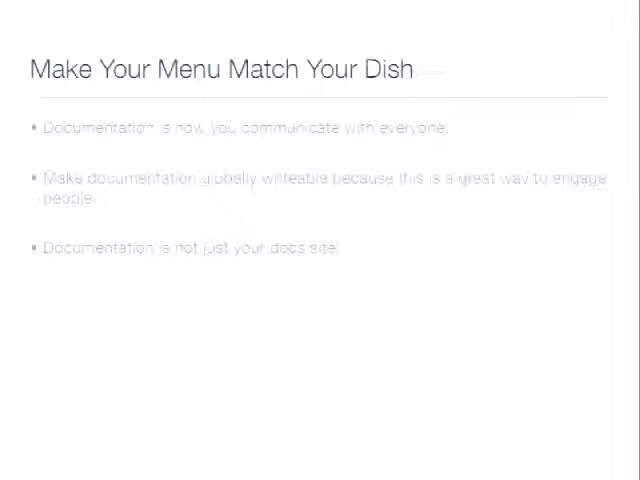 Make Your Menu Match Your Dish
• Documentation is how you communicate with everyone.
• Make documentation globally writeable because this is a great way to engage
people.
• Documentation is not just your docs site!